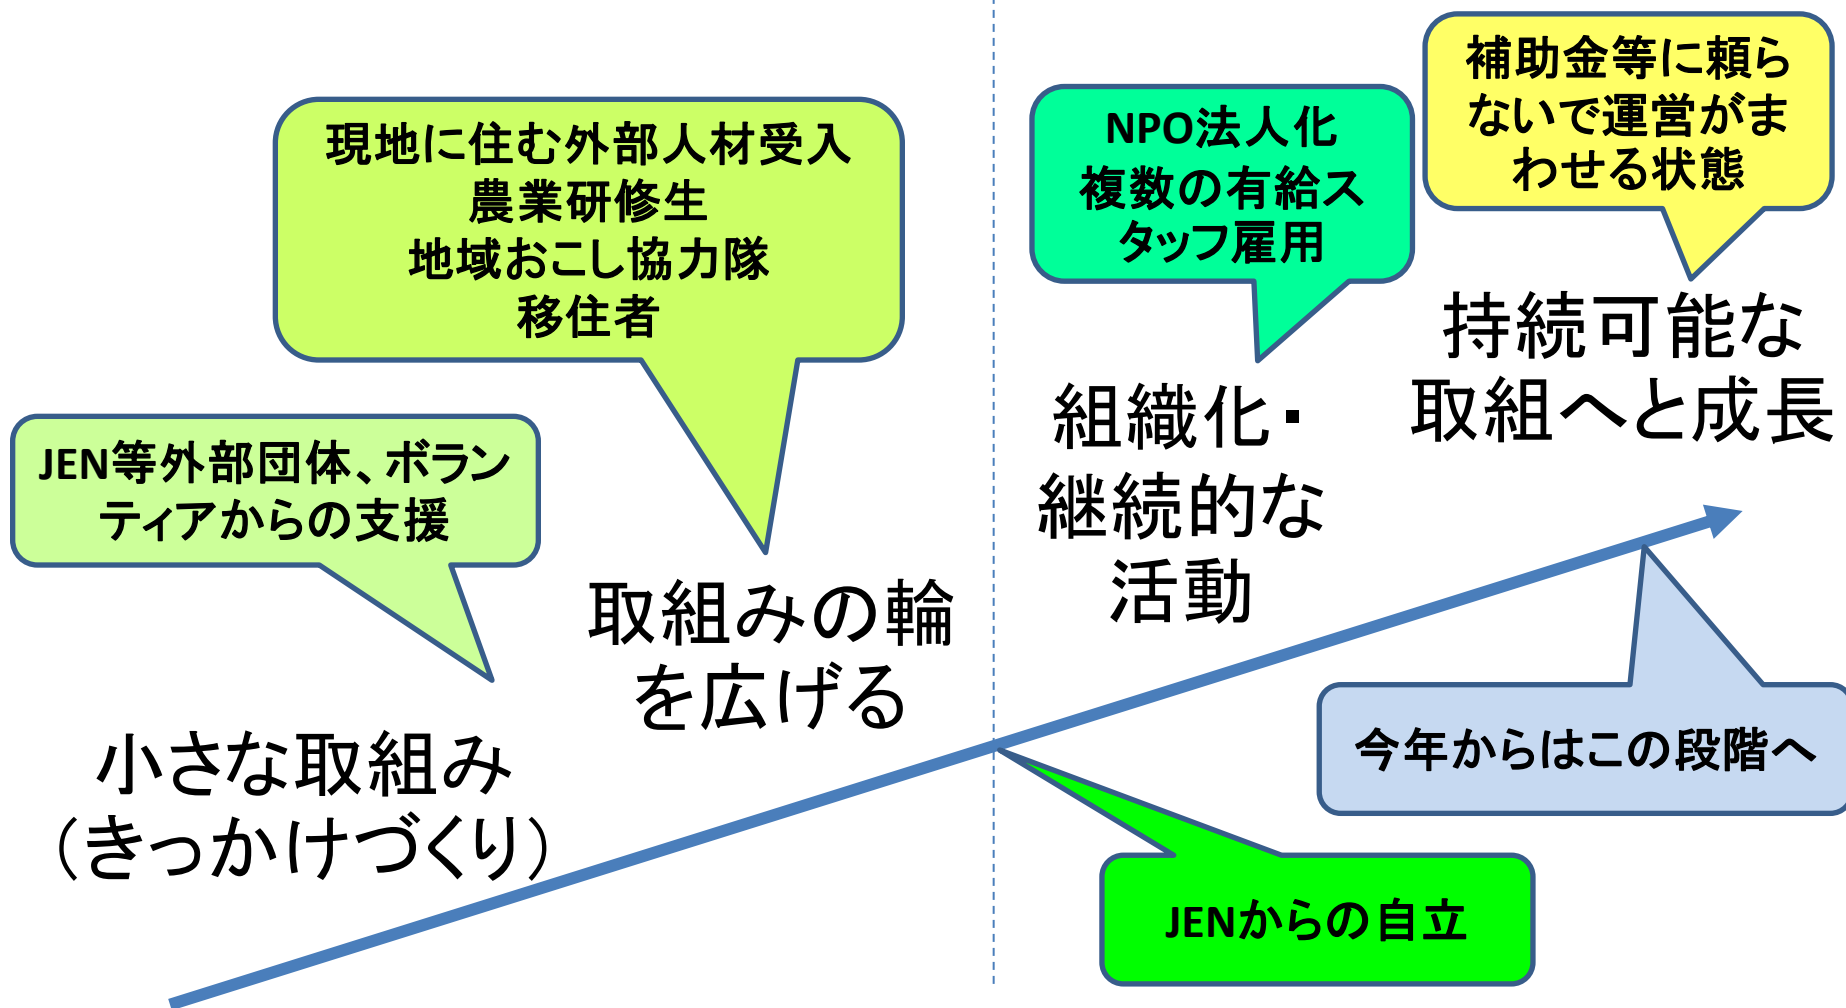 補助金等に頼ら
ないで運営がま
わせる状態
NPO法人化
複数の有給ス
タッフ雇用
現地に住む外部人材受入
農業研修生
地域おこし協力隊
移住者
持続可能な
取組へと成長
組織化・
継続的な
活動
JEN等外部団体、ボラン
ティアからの支援
取組みの輪
を広げる
小さな取組み
（きっかけづくり）
今年からはこの段階へ
JENからの自立